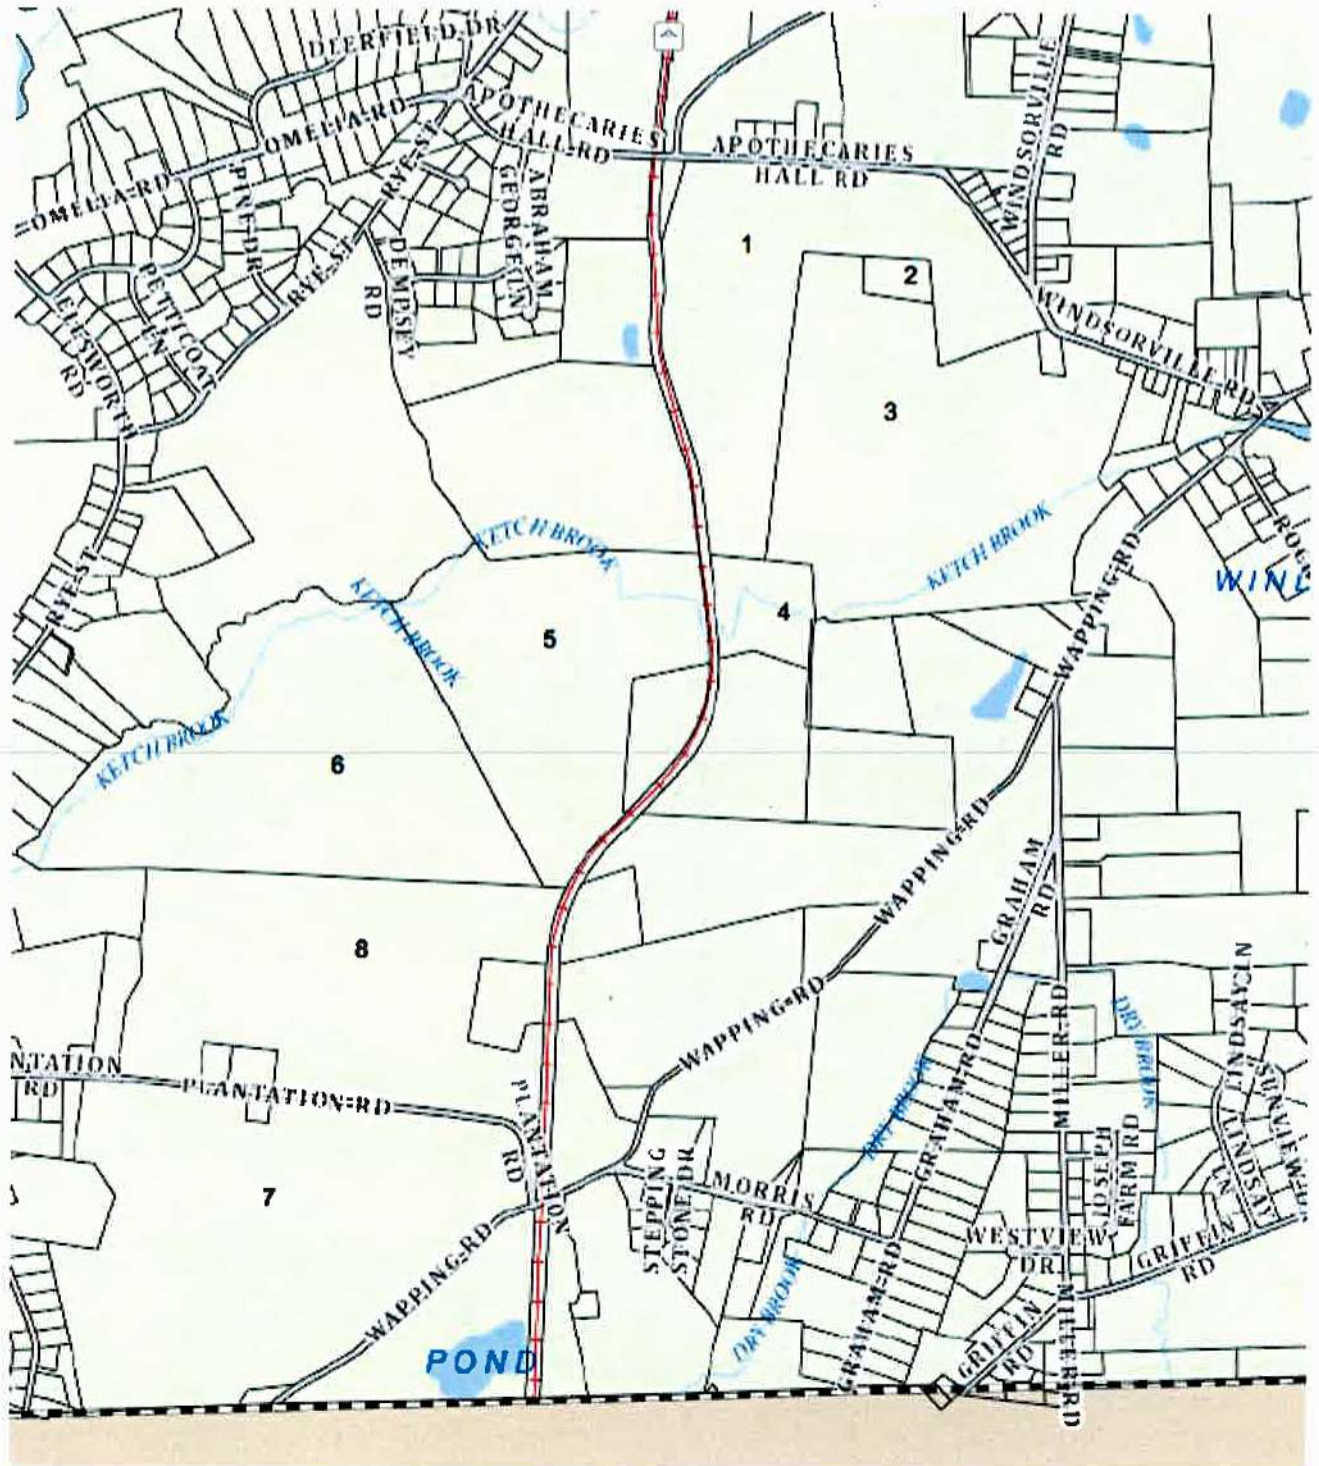 DEERFIELD DR
OMELIA RD
APOTHECARIES
HALL RD
APOTHECARIES
HALL RD
WINDSORVILLE
RD
OMELIA RD
PINE DR
RYE ST
GEORGE LN
ABRAHAM
1
2
PETTICOAT
LN
RYE ST
DEMPSEY
RD
ELLSWORTH
RD
WINDSORVILLE RD
3
KETCH BROOK
KETCH BROOK
KETCH BROOK
RYE ST
WAPPING RD
WIND
4
5
KETCH BROOK
6
WAPPING RD
GRAHAM
RD
8
WAPPING RD
LINDSAY LN
NTATION
RD
PLANTATION RD
PLANTATION
RD
DRY BROOK
GRAHAM RD
MILLER RD
DRY BROOK
JOSEPH
FARM RD
LINDSAY
LN
SUNVIEW
7
STEPPING
STONE DR
MORRIS
RD
WESTVIEW
DR
GRIFFIN
RD
WAPPING RD
DRY BROOK
GRAHAM RD
GRIFFIN
RD
MILLER RD
POND